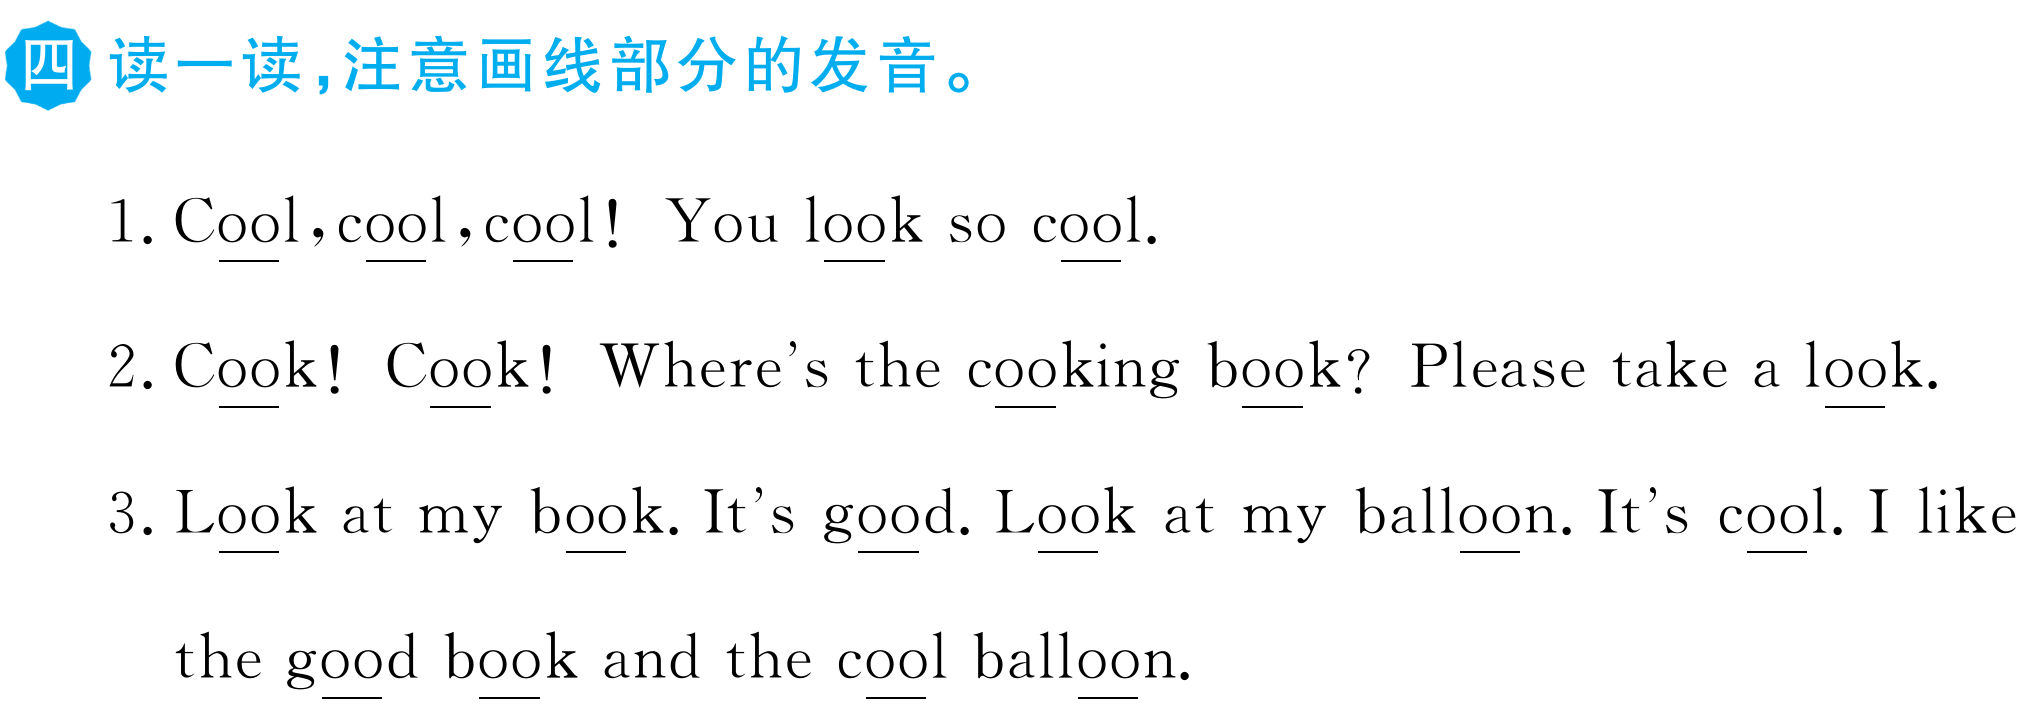 四 读一读,注意画线部分的发音。
1. Cool,cool,cool! You look so cool.
2. Cook! Cook! Where's the cooking book? Please take a look.
3. Look at my book. It's good. Look at my balloon. It's cool. I like
the good book and the cool balloon.